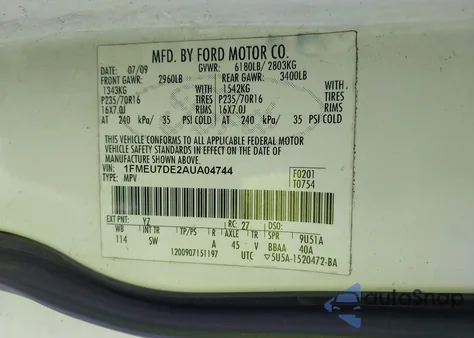 MFD. BY FORD MOTOR CO.
DATE: 07/09 GVWR: 6180LB/ 2803KG
FRONT GAWR: 2960LB REAR GAWR: 3400LB
1343KG WITH 1542KG WITH
P235/70R16 TIRES P235/70R16 TIRES
16X7.0J RIMS 16X7.0J RIMS
AT 240 kPa/ 35 PSI COLD AT 240 kPa/ 35 PSI COLD
THIS VEHICLE CONFORMS TO ALL APPLICABLE FEDERAL MOTOR
VEHICLE SAFETY AND THEFT PREVENTION STANDARDS IN EFFECT ON THE DATE OF
MANUFACTURE SHOWN ABOVE.
VIN: 1FMEU7DE2AUA04744 F0201
TYPE: MPV T0754
EXT PNT: YZ RC: 27 DSO:
WB INT TR TP/PS R AXLE TR SPR 9U51A
114 SW A 45 V BBAA 40A
1200907151197 UTC ▽5U5A-1520472-BA
autoSnap